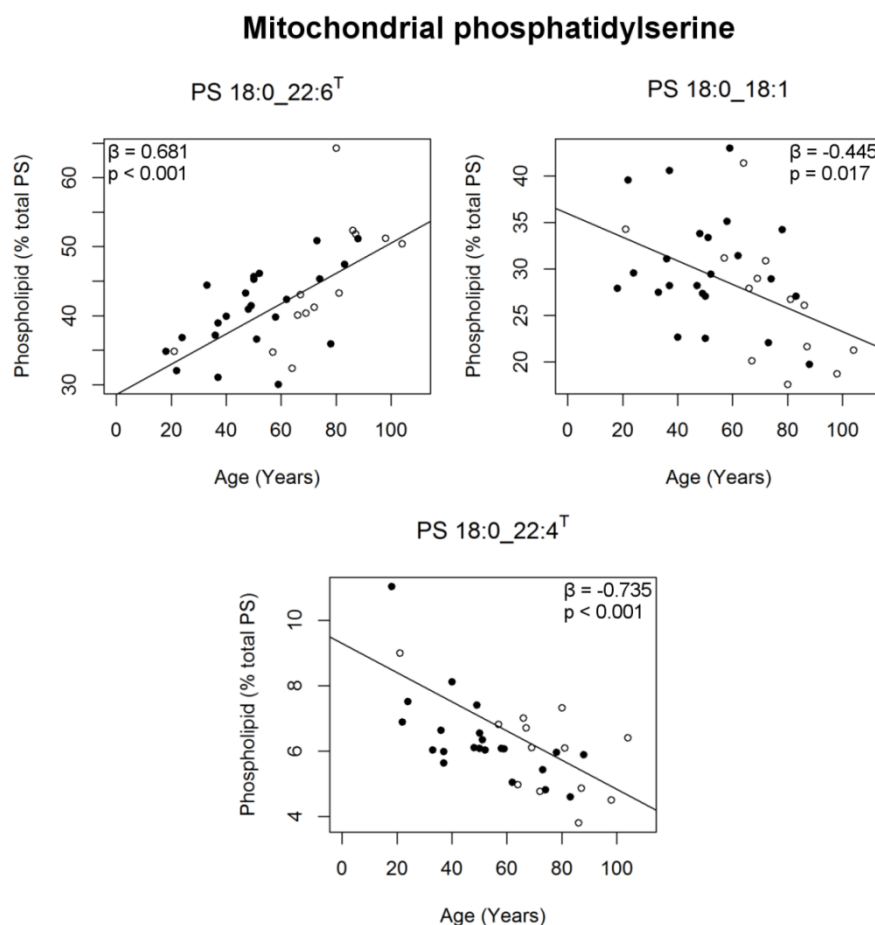 Mitochondrial phosphatidylserine
PS 18:0_22:6ᵀ
β = 0.681
p < 0.001
Phospholipid (% total PS)
30 40 50 60
0 20 40 60 80 100
Age (Years)
PS 18:0_18:1
β = -0.445
p = 0.017
Phospholipid (% total PS)
20 25 30 35 40
0 20 40 60 80 100
Age (Years)
PS 18:0_22:4ᵀ
β = -0.735
p < 0.001
Phospholipid (% total PS)
4 6 8 10
0 20 40 60 80 100
Age (Years)